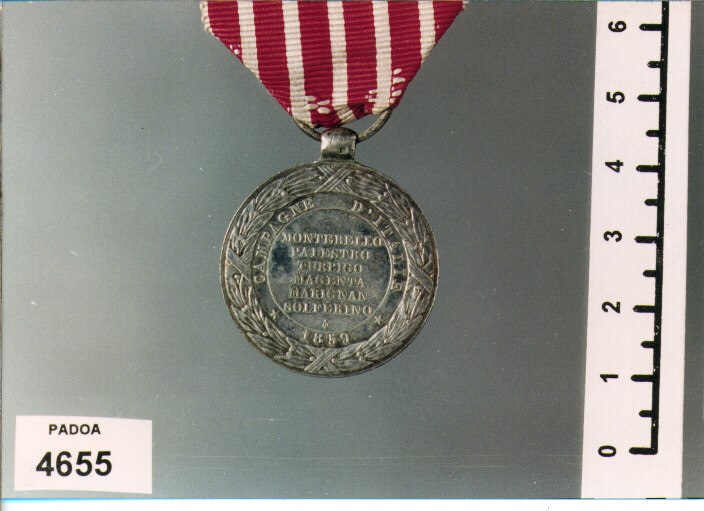 CAMPAGNE D'ITALIE
MONTEBELLO
PALESTRO
TURBIGO
MAGENTA
MARIGNAN
SOLFERINO
1859
6
5
4
3
2
1
0
PADOA
4655